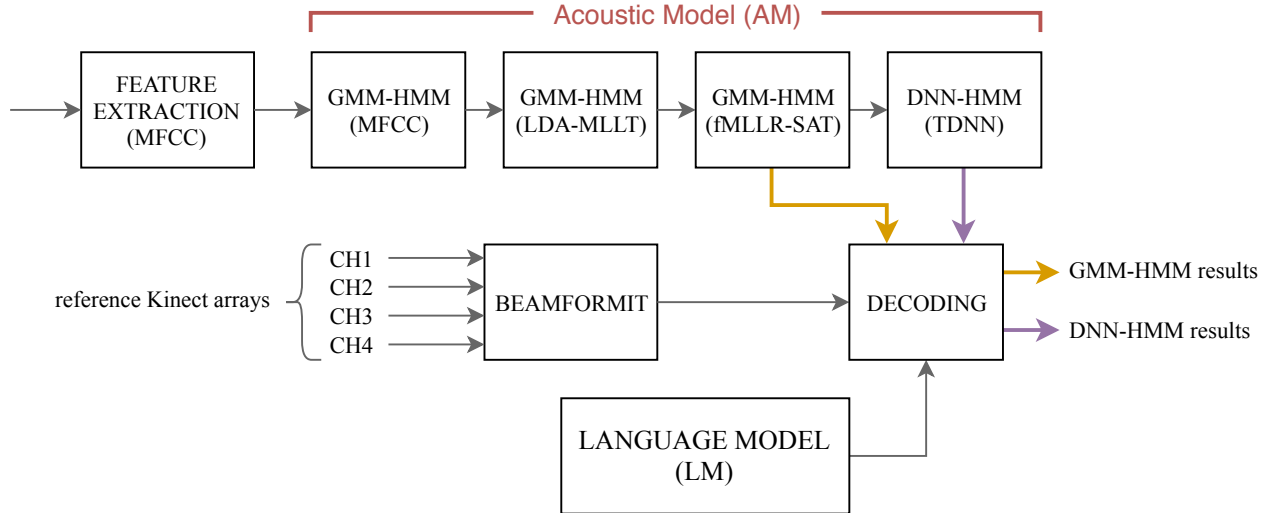 Acoustic Model (AM)
FEATURE
EXTRACTION
(MFCC)
GMM-HMM
(MFCC)
GMM-HMM
(LDA-MLLT)
GMM-HMM
(fMLLR-SAT)
DNN-HMM
(TDNN)
reference Kinect arrays
CH1
CH2
CH3
CH4
BEAMFORMIT
DECODING
GMM-HMM results
DNN-HMM results
LANGUAGE MODEL
(LM)